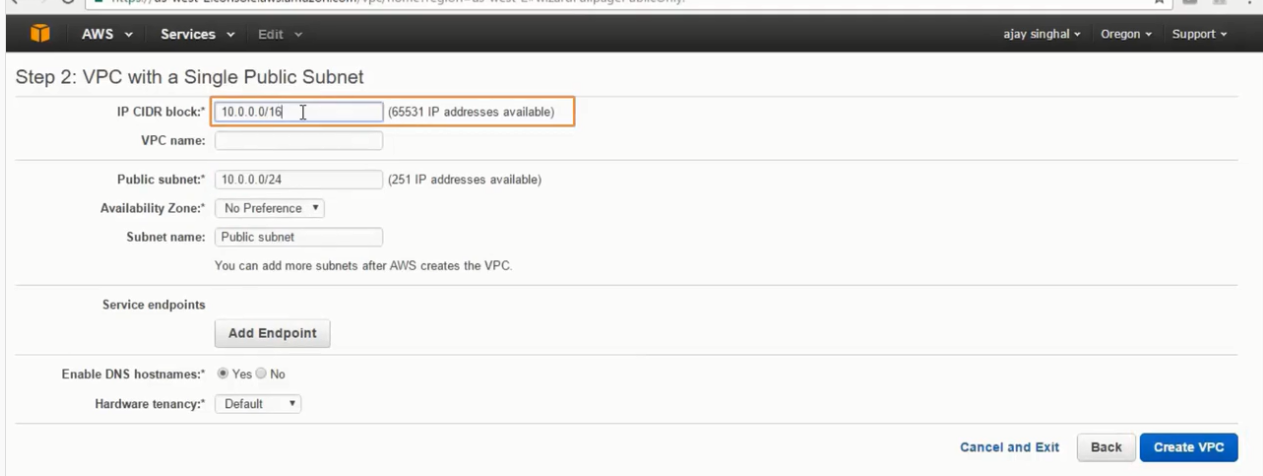 AWS Services Edit ajay singhal Oregon Support
Step 2: VPC with a Single Public Subnet
IP CIDR block:* 10.0.0.0/16 (65531 IP addresses available)
VPC name:
Public subnet:* 10.0.0.0/24 (251 IP addresses available)
Availability Zone:* No Preference
Subnet name: Public subnet
You can add more subnets after AWS creates the VPC.
Service endpoints
Add Endpoint
Enable DNS hostnames:* Yes No
Hardware tenancy:* Default
Cancel and Exit Back Create VPC